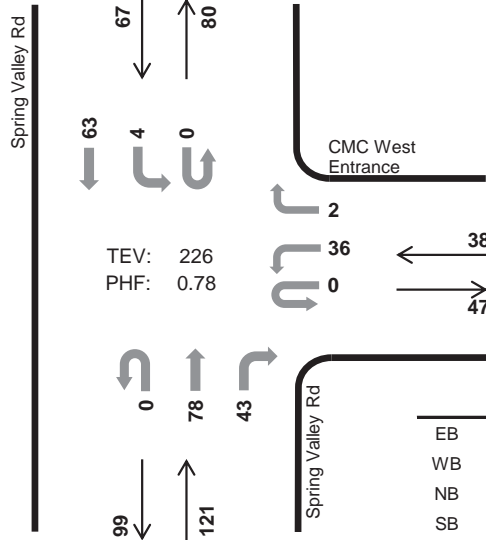 67
80
Spring Valley Rd
63
4
0
CMC West
Entrance
2
36
38
TEV: 226
PHF: 0.78
0
47
0
78
43
Spring Valley Rd
EB
WB
NB
SB
99
121